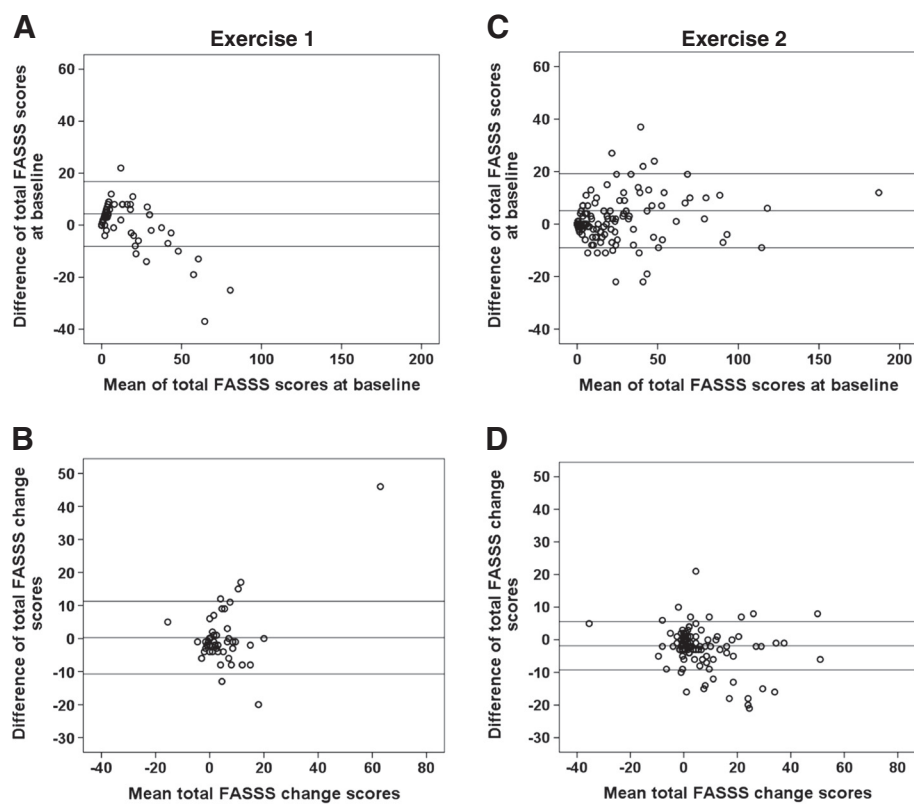 A
Exercise 1
Difference of total FASSS scores
at baseline
60
40
20
0
-20
-40
0 50 100 150 200
Mean of total FASSS scores at baseline
C
Exercise 2
Difference of total FASSS scores
at baseline
60
40
20
0
-20
-40
0 50 100 150 200
Mean of total FASSS scores at baseline
B
Difference of total FASSS change
scores
50
40
30
20
10
0
-10
-20
-30
-40 -20 0 20 40 60 80
Mean total FASSS change scores
D
Difference of total FASSS change
scores
50
40
30
20
10
0
-10
-20
-30
-40 -20 0 20 40 60 80
Mean total FASSS change scores